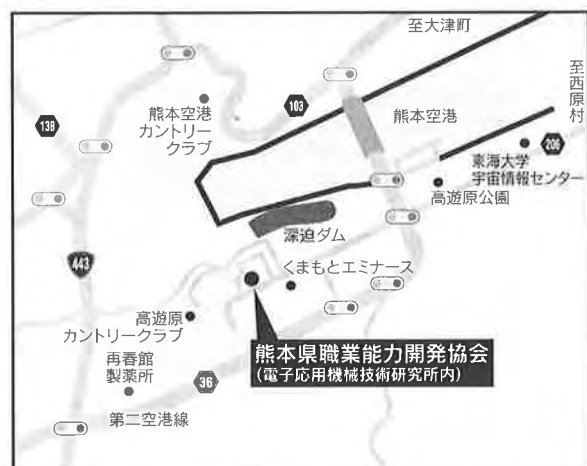 至大津町
至西原村
熊本空港
カントリー
クラブ
103
熊本空港
138
206
東海大学
宇宙情報センター
高遊原公園
深迫ダム
443
くまもとエミナース
高遊原
カントリークラブ
熊本県職業能力開発協会
(電子応用機械技術研究所内)
再春館
製薬所
36
第二空港線